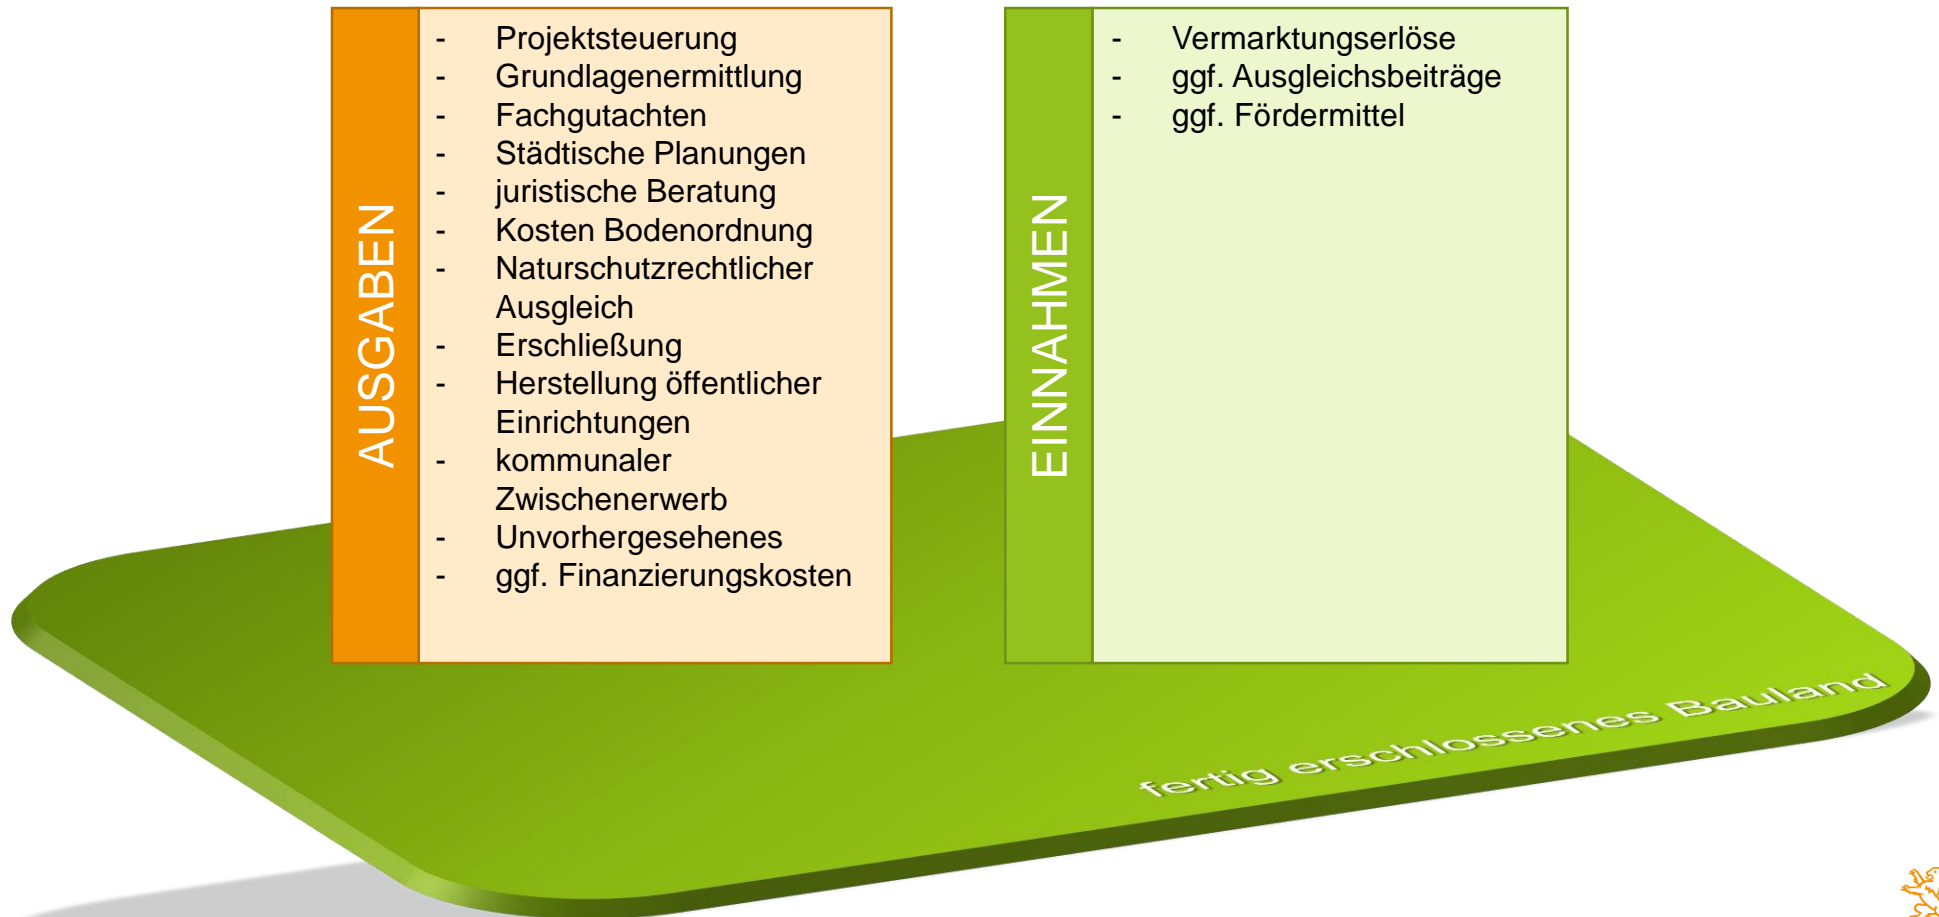 AUSGABEN
- Projektsteuerung
- Grundlagenermittlung
- Fachgutachten
- Städtische Planungen
- juristische Beratung
- Kosten Bodenordnung
- Naturschutzrechtlicher
Ausgleich
- Erschließung
- Herstellung öffentlicher
Einrichtungen
- kommunaler
Zwischenerwerb
- Unvorhergesehenes
- ggf. Finanzierungskosten
EINNAHMEN
- Vermarktungserlöse
- ggf. Ausgleichsbeiträge
- ggf. Fördermittel
fertig erschlossenes Bauland